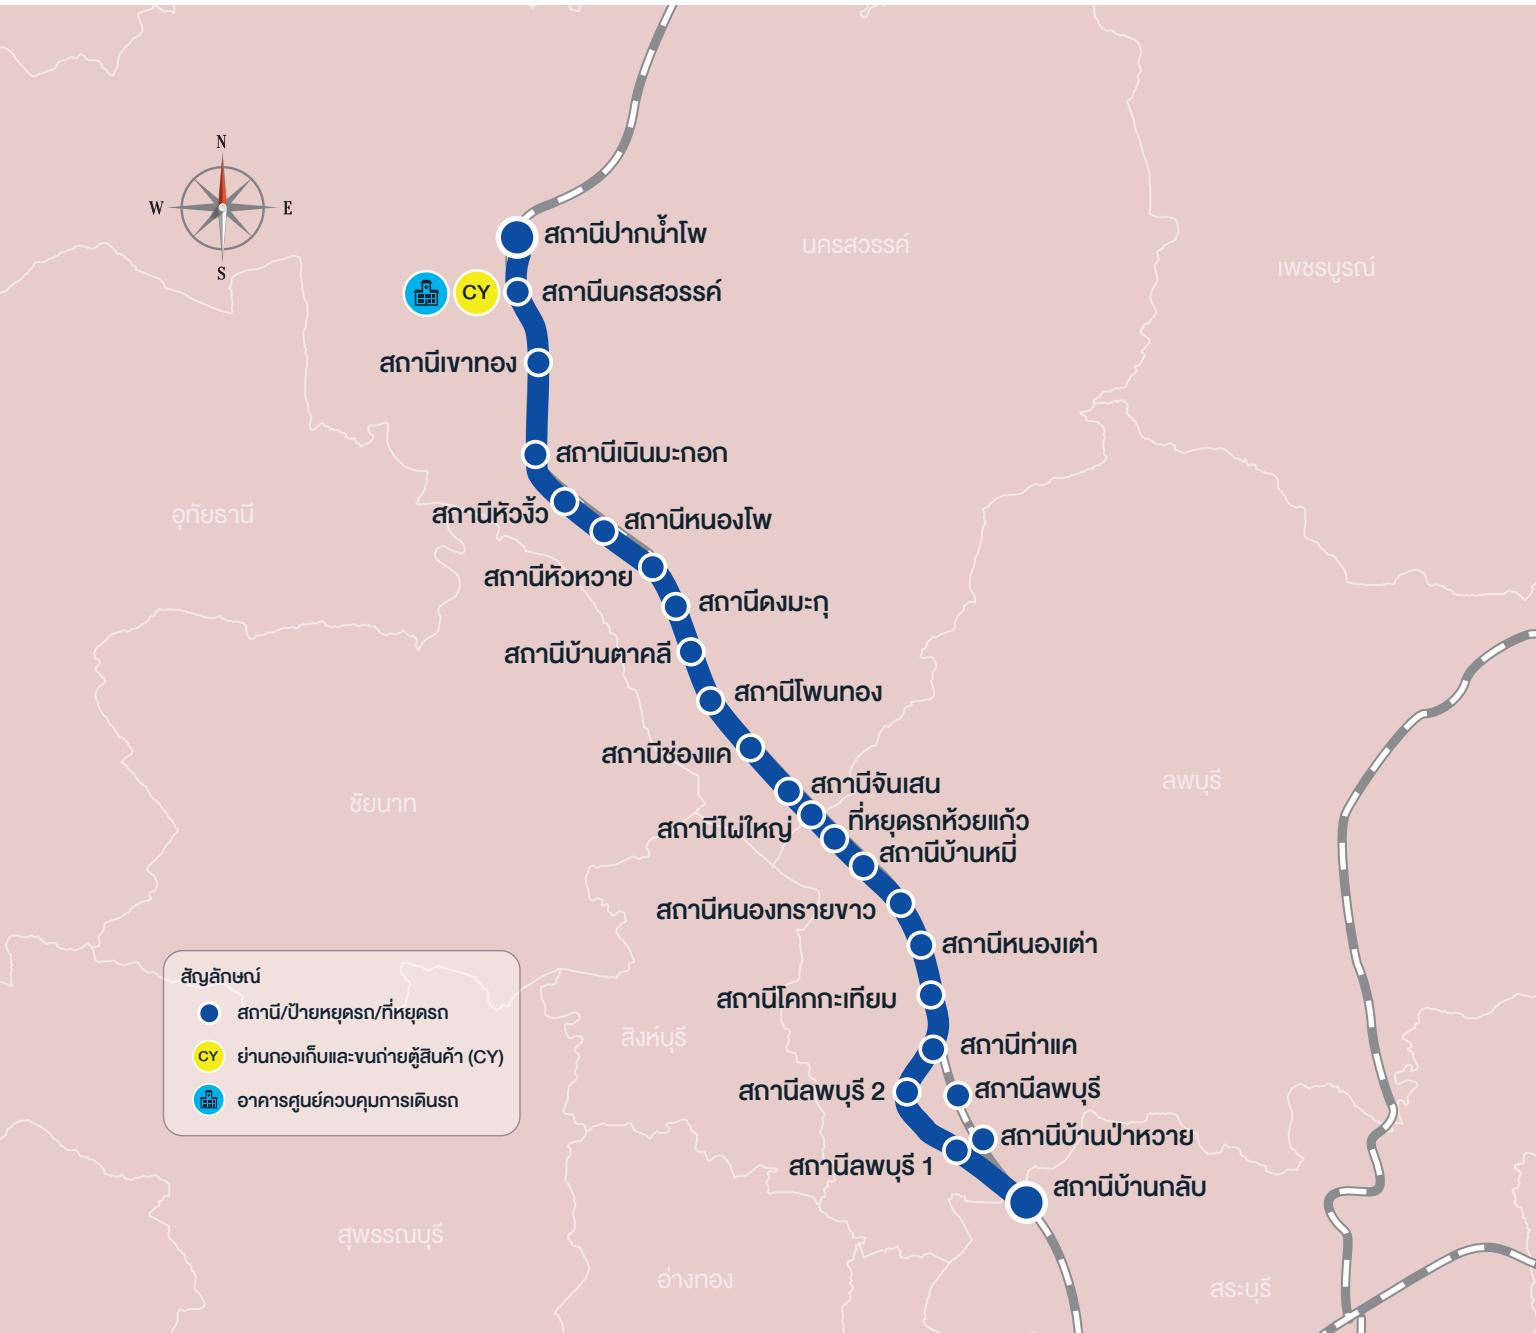 N
W
E
S
สถานีปากน้ำโพ
นครสวรรค์
เพชรบูรณ์
CY
สถานีนครสวรรค์
สถานีเขาทอง
สถานีเนินมะกอก
อุทัยธานี
สถานีหัวงิ้ว
สถานีหนองโพ
สถานีหัวหวาย
สถานีดงมะกุ
สถานีบ้านตาคลี
สถานีโพนทอง
สถานีช่องแค
ลพบุรี
สถานีจันเสน
ชัยนาท
สถานีไผ่ใหญ่
ที่หยุดรถห้วยแก้ว
สถานีบ้านหมี่
สถานีหนองทรายขาว
สถานีหนองเต่า
สถานีโคกกะเทียม
สิงห์บุรี
สถานีท่าแค
สถานีลพบุรี 2
สถานีลพบุรี
สถานีบ้านป่าหวาย
สถานีลพบุรี 1
สถานีบ้านกลับ
สัญลักษณ์
สถานี/ป้ายหยุดรถ/ที่หยุดรถ
CY ย่านกองเก็บและขนถ่ายตู้สินค้า (CY)
อาคารศูนย์ควบคุมการเดินรถ
สุพรรณบุรี
อ่างทอง
สระบุรี